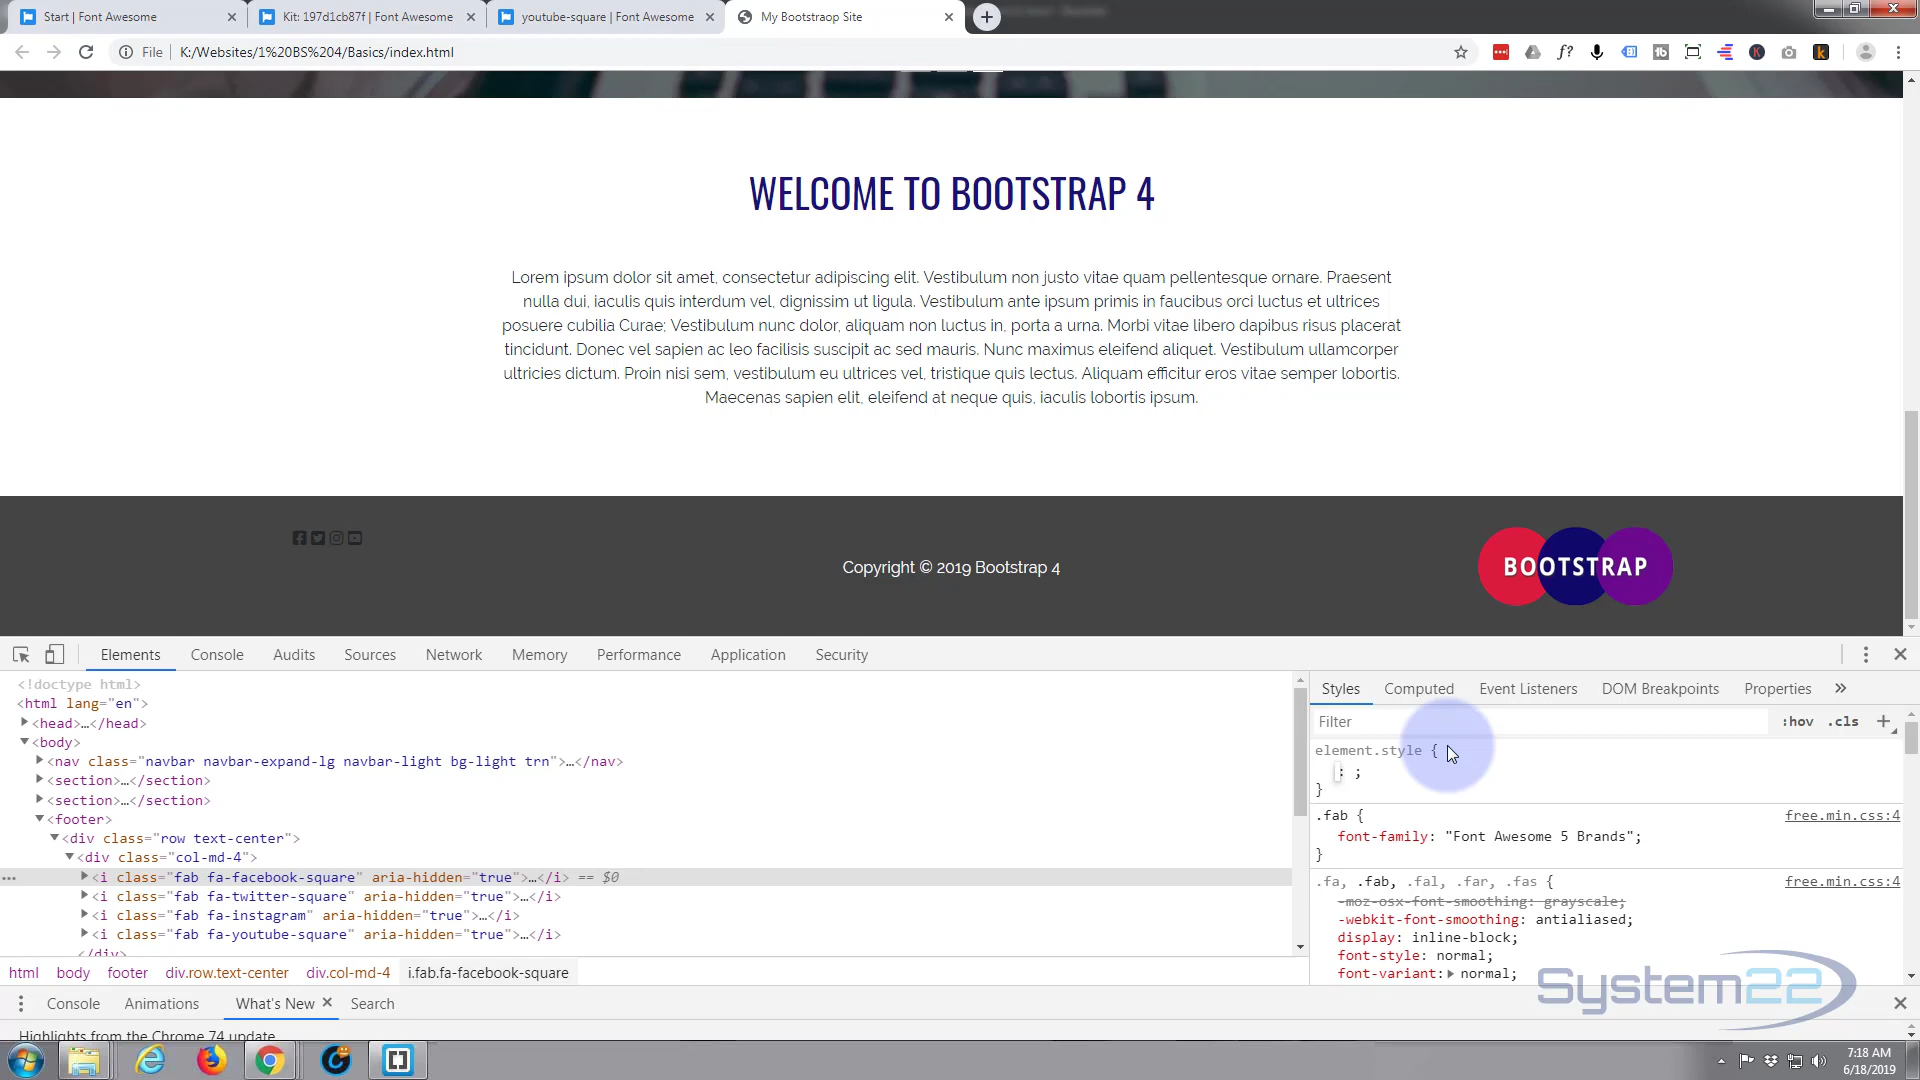 Start | Font Awesome
Kit: 197d1cb87f | Font Awesome
youtube-square | Font Awesome
My Bootstraop Site
File
K:/Websites/1%20BS%204/Basics/index.html
WELCOME TO BOOTSTRAP 4
Lorem ipsum dolor sit amet, consectetur adipiscing elit. Vestibulum non justo vitae quam pellentesque ornare. Praesent
nulla dui, iaculis quis interdum vel, dignissim ut ligula. Vestibulum ante ipsum primis in faucibus orci luctus et ultrices
posuere cubilia Curae; Vestibulum nunc dolor, aliquam non luctus in, porta a urna. Morbi vitae libero dapibus risus placerat
tincidunt. Donec vel sapien ac leo facilisis suscipit ac sed mauris. Nunc maximus eleifend aliquet. Vestibulum ullamcorper
ultricies dictum. Proin nisi sem, vestibulum eu ultrices vel, tristique quis lectus. Aliquam efficitur eros vitae semper lobortis.
Maecenas sapien elit, eleifend at neque quis, iaculis lobortis ipsum.
Copyright © 2019 Bootstrap 4
BOOTSTRAP
Elements Console Audits Sources Network Memory Performance Application Security
<!doctype html>
<html lang="en">
<head>…</head>
<body>
<nav class="navbar navbar-expand-lg navbar-light bg-light trn">…</nav>
<section>…</section>
<section>…</section>
<footer>
<div class="row text-center">
<div class="col-md-4">
<i class="fab fa-facebook-square" aria-hidden="true">…</i> == $0
<i class="fab fa-twitter-square" aria-hidden="true">…</i>
<i class="fab fa-instagram" aria-hidden="true">…</i>
<i class="fab fa-youtube-square" aria-hidden="true">…</i>
</div>
html body footer div.row.text-center div.col-md-4 i.fab.fa-facebook-square
Styles Computed Event Listeners DOM Breakpoints Properties »
Filter :hov .cls +
element.style {
: ;
}
.fab { free.min.css:4
font-family: "Font Awesome 5 Brands";
}
.fa, .fab, .fal, .far, .fas { free.min.css:4
-moz-osx-font-smoothing: grayscale;
-webkit-font-smoothing: antialiased;
display: inline-block;
font-style: normal;
font-variant: normal;
System22
Console Animations What's New Search
Highlights from the Chrome 74 update
7:18 AM
6/18/2019